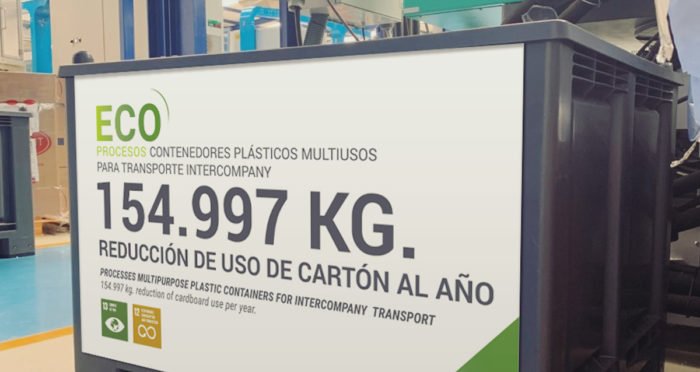 ECO
PROCESOS CONTENEDORES PLÁSTICOS MULTIUSOS
PARA TRANSPORTE INTERCOMPANY
154.997 KG.
REDUCCIÓN DE USO DE CARTÓN AL AÑO
PROCESSES MULTIPURPOSE PLASTIC CONTAINERS FOR INTERCOMPANY TRANSPORT
154.997 kg. reduction of cardboard use per year.
13
12